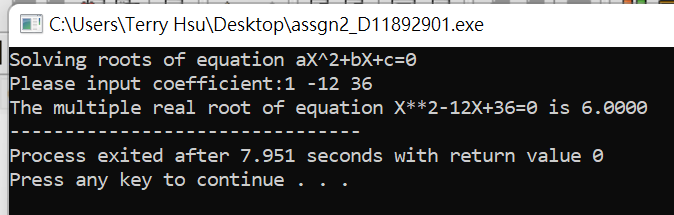 C:\Users\Terry Hsu\Desktop\assgn2_D11892901.exe
Solving roots of equation aX^2+bX+c=0
Please input coefficient:1 -12 36
The multiple real root of equation X**2-12X+36=0 is 6.0000
--------------------------------
Process exited after 7.951 seconds with return value 0
Press any key to continue . . .